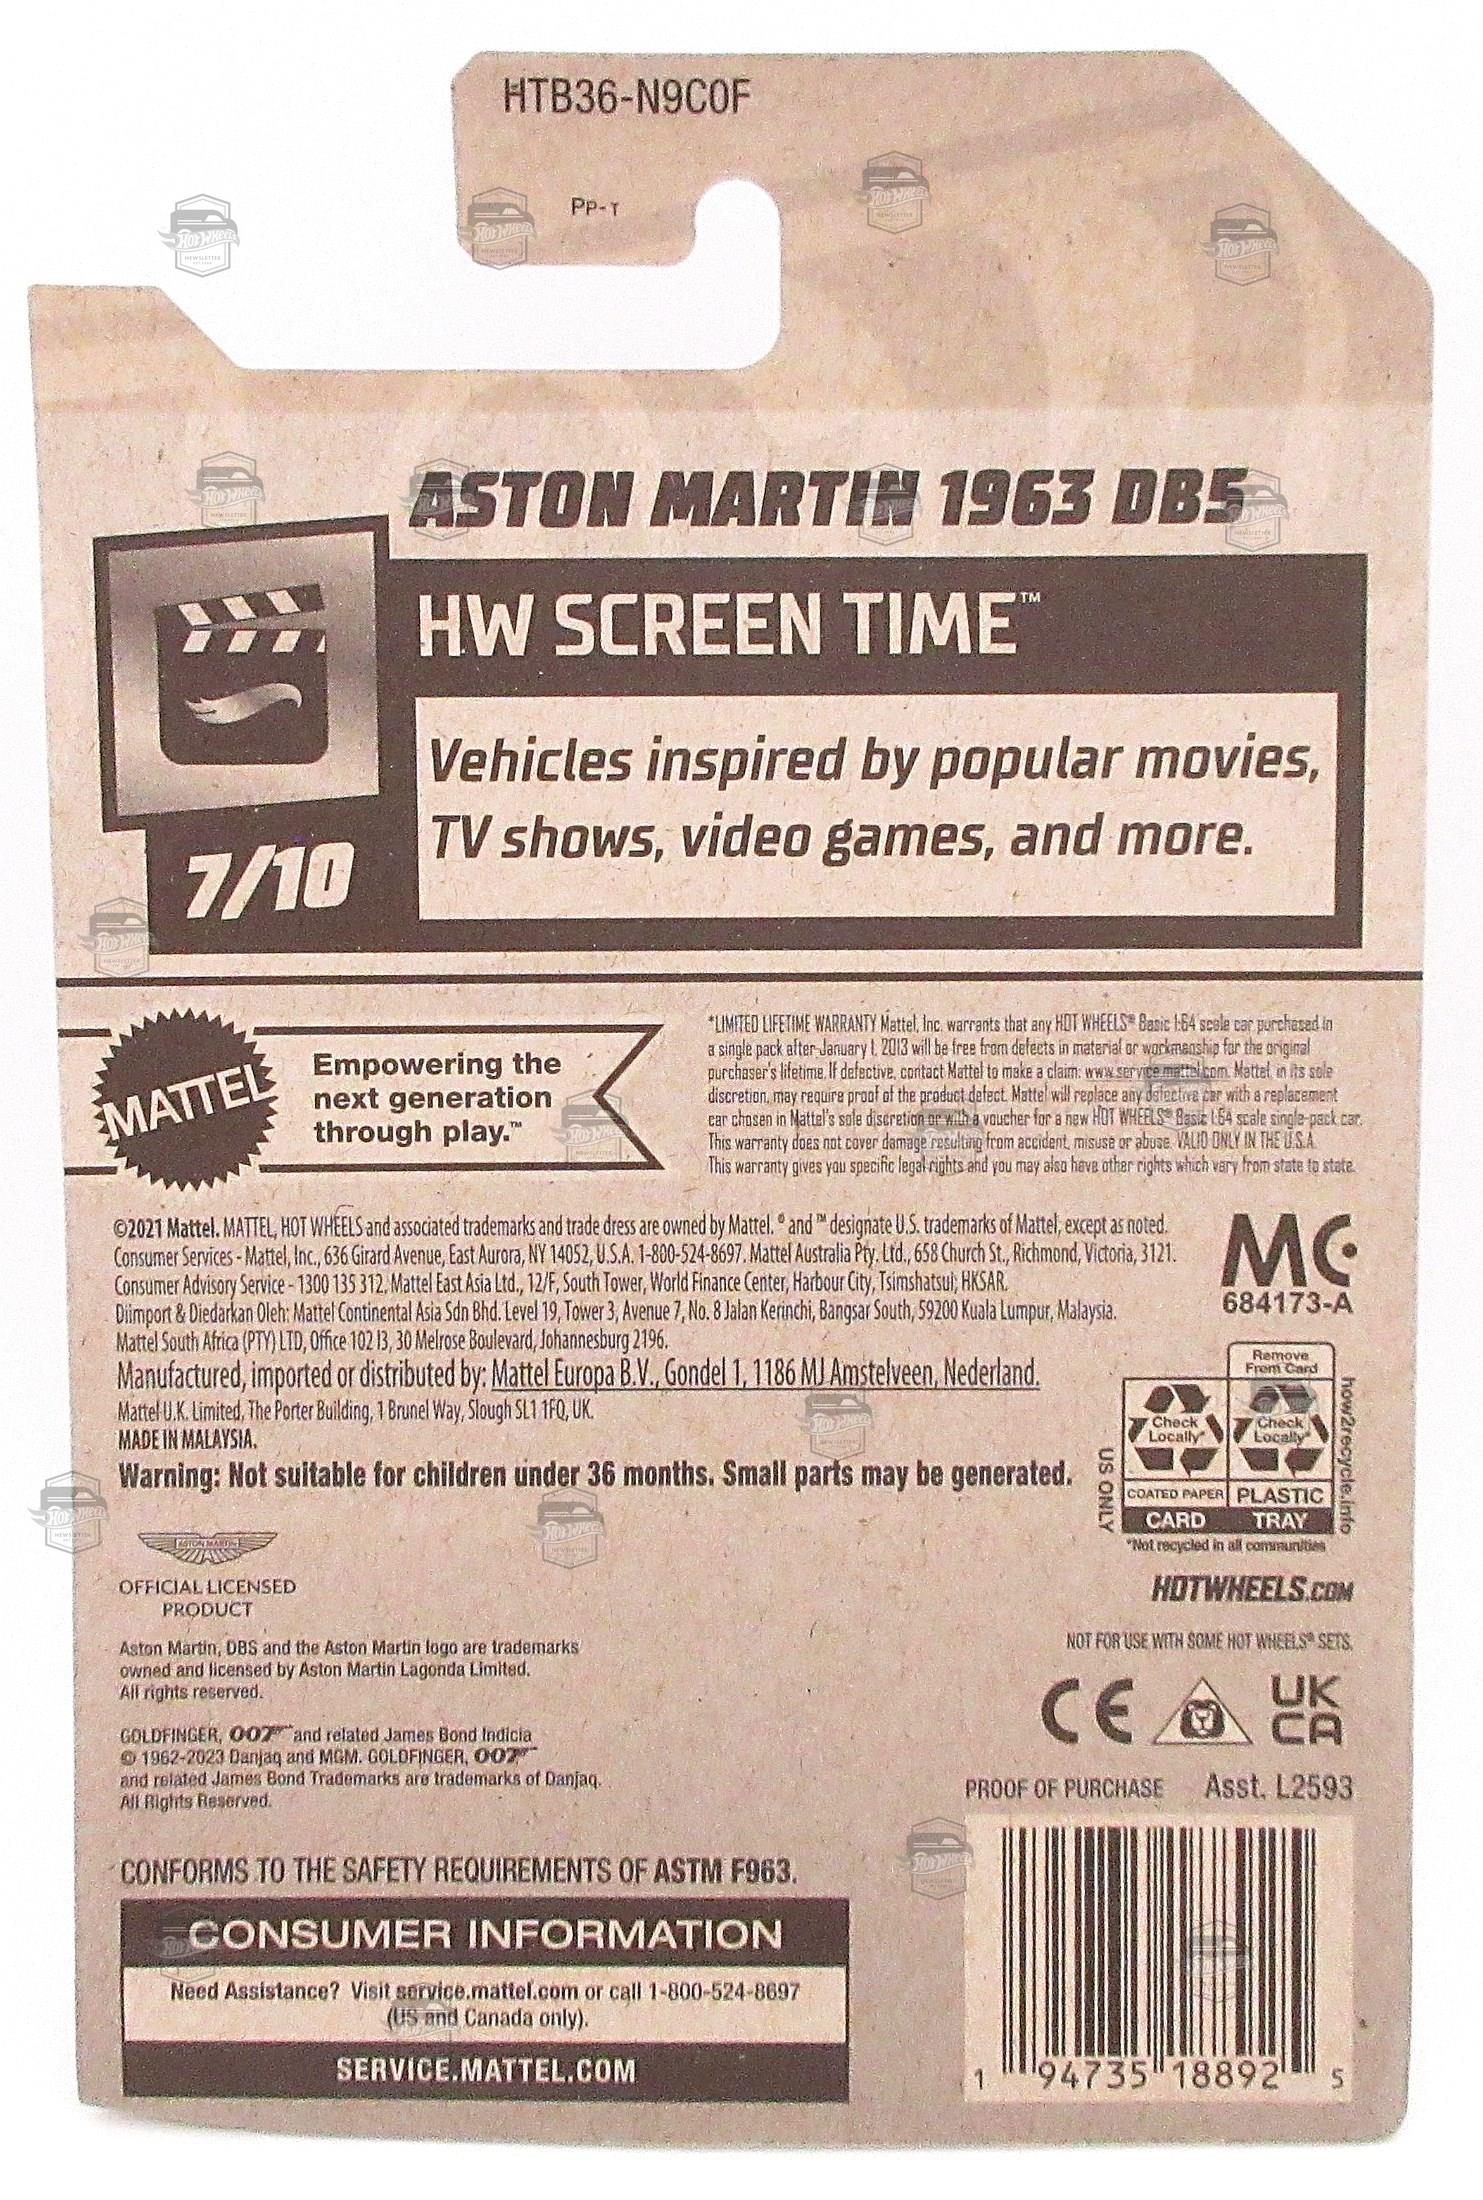 HTB36-N9C0F
PP-T
ASTON MARTIN 1963 DB5
HW SCREEN TIME™
Vehicles inspired by popular movies,
TV shows, video games, and more.
7/10
MATTEL
Empowering the
next generation
through play.™
*LIMITED LIFETIME WARRANTY Mattel, Inc. warrants that any HOT WHEELS® Basic 1:64 scale car purchased in
a single pack after January 1, 2013 will be free from defects in material or workmanship for the original
purchaser's lifetime. If defective, contact Mattel to make a claim: www.service.mattel.com. Mattel, in its sole
discretion, may require proof of the product defect. Mattel will replace any defective car with a replacement
car chosen in Mattel's sole discretion or with a voucher for a new HOT WHEELS® Basic 1:64 scale single-pack car.
This warranty does not cover damage resulting from accident, misuse or abuse. VALID ONLY IN THE U.S.A.
This warranty gives you specific legal rights and you may also have other rights which vary from state to state.
©2021 Mattel. MATTEL, HOT WHEELS and associated trademarks and trade dress are owned by Mattel. ® and ™ designate U.S. trademarks of Mattel, except as noted.
Consumer Services - Mattel, Inc., 636 Girard Avenue, East Aurora, NY 14052, U.S.A. 1-800-524-8697. Mattel Australia Pty. Ltd., 658 Church St., Richmond, Victoria, 3121.
Consumer Advisory Service - 1300 135 312. Mattel East Asia Ltd., 12/F, South Tower, World Finance Center, Harbour City, Tsimshatsui, HKSAR.
Diimport & Diedarkan Oleh: Mattel Continental Asia Sdn Bhd. Level 19, Tower 3, Avenue 7, No. 8 Jalan Kerinchi, Bangsar South, 59200 Kuala Lumpur, Malaysia.
Mattel South Africa (PTY) LTD, Office 102 I3, 30 Melrose Boulevard, Johannesburg 2196.
Manufactured, imported or distributed by: Mattel Europa B.V., Gondel 1, 1186 MJ Amstelveen, Nederland.
Mattel U.K. Limited, The Porter Building, 1 Brunel Way, Slough SL1 1FQ, UK.
MADE IN MALAYSIA.
Warning: Not suitable for children under 36 months. Small parts may be generated.
MC
684173-A
Remove
From Card
Check
Locally*
Check
Locally*
COATED PAPER
PLASTIC
CARD
TRAY
US ONLY
how2recycle.info
*Not recycled in all communities
HOTWHEELS.COM
NOT FOR USE WITH SOME HOT WHEELS® SETS.
CE
UK
CA
ASTON MARTIN
OFFICIAL LICENSED
PRODUCT
Aston Martin, DB5 and the Aston Martin logo are trademarks
owned and licensed by Aston Martin Lagonda Limited.
All rights reserved.
GOLDFINGER, 007 and related James Bond Indicia
© 1962-2023 Danjaq and MGM. GOLDFINGER, 007
and related James Bond Trademarks are trademarks of Danjaq.
All Rights Reserved.
PROOF OF PURCHASE Asst. L2593
1 94735 18892 5
CONFORMS TO THE SAFETY REQUIREMENTS OF ASTM F963.
CONSUMER INFORMATION
Need Assistance? Visit service.mattel.com or call 1-800-524-8697
(US and Canada only).
SERVICE.MATTEL.COM
Hot Wheels
NEWSLETTER